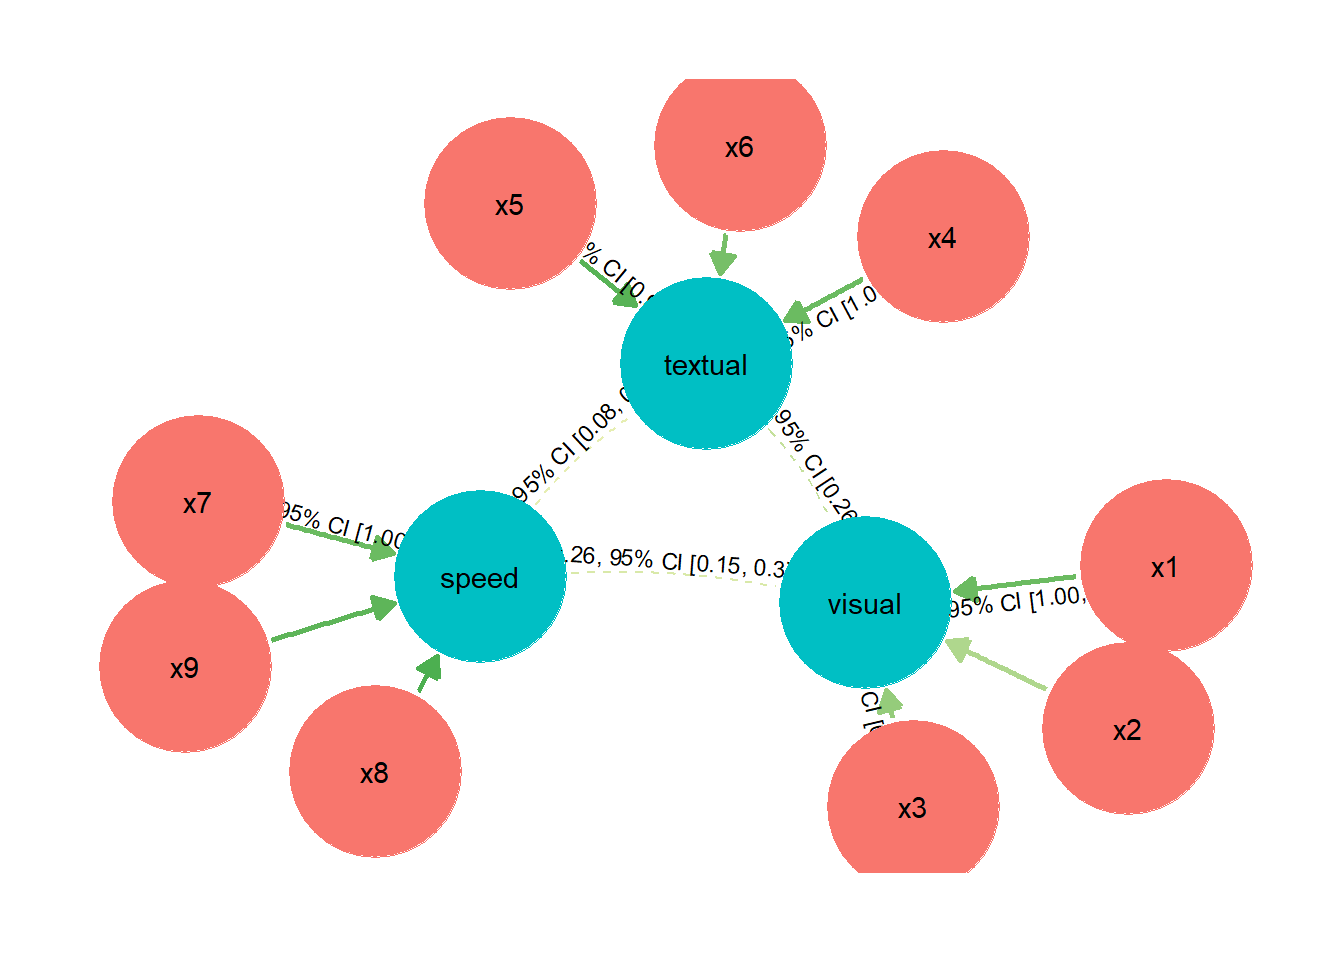 x6
x5
x4
% CI [0.
5% CI [1.0
textual
95% CI [0.08,
95% CI [0.26
x7
95% CI [1.00
speed
.26, 95% CI [0.15, 0.3
visual
x1
95% CI [1.00,
x9
x2
CI [
x8
x3